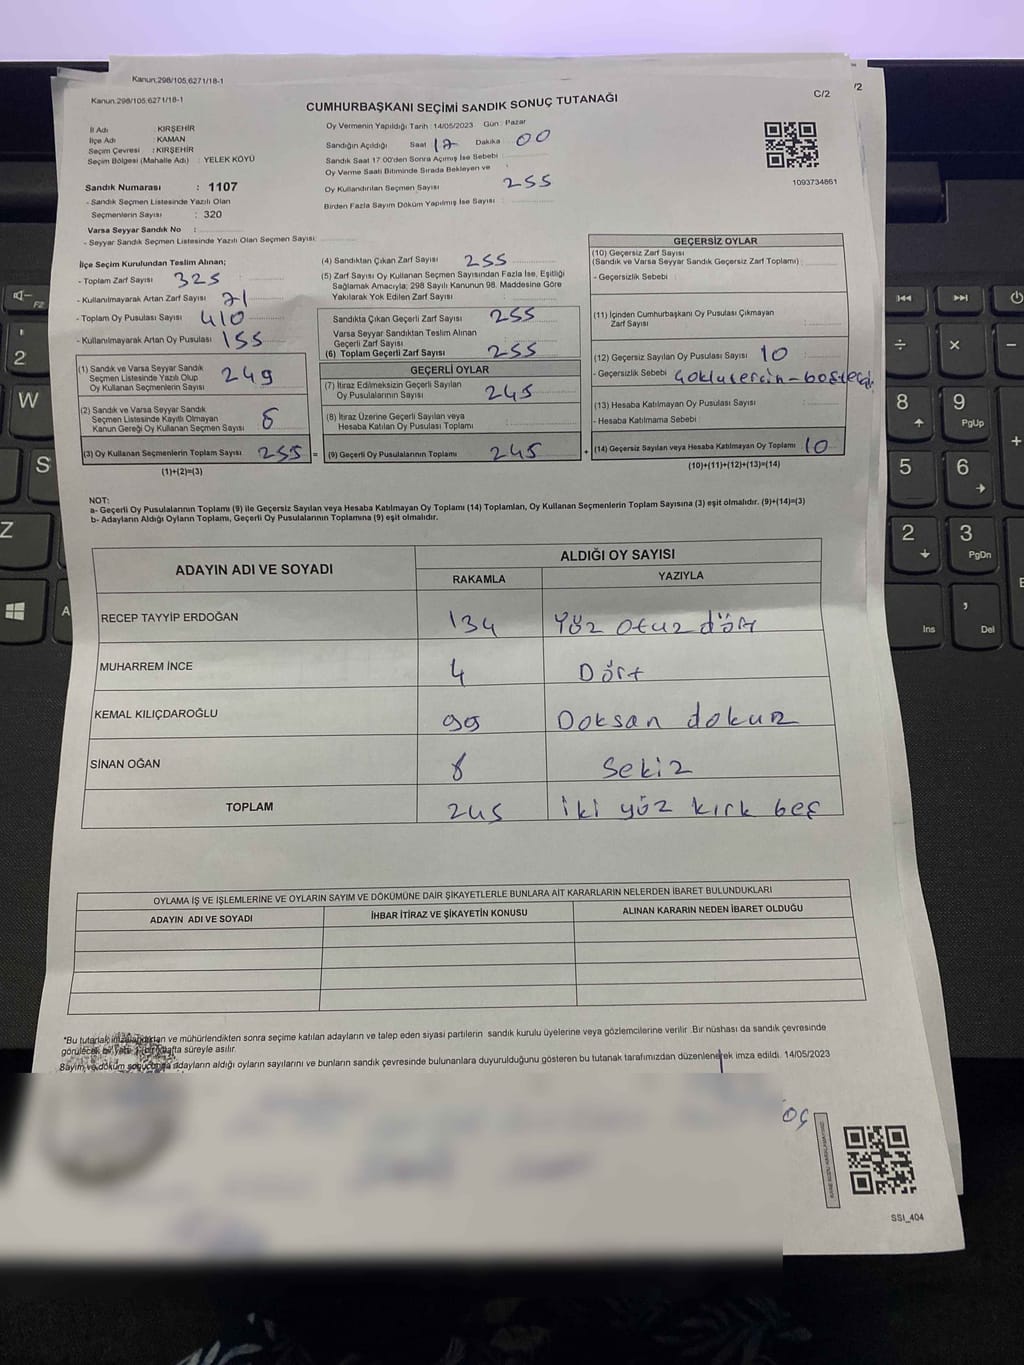 Kanun;298/105,6271/18-1
Kanun;298/105,6271/18-1
CUMHURBAŞKANI SEÇİMİ SANDIK SONUÇ TUTANAĞI
C/2
/2
İl Adı : KIRŞEHİR
İlçe Adı : KAMAN
Seçim Çevresi : KIRŞEHİR
Seçim Bölgesi (Mahalle Adı) : YELEK KÖYÜ
Sandık Numarası : 1107
- Sandık Seçmen Listesinde Yazılı Olan
Seçmenlerin Sayısı : 320
Varsa Seyyar Sandık No :
- Seyyar Sandık Seçmen Listesinde Yazılı Olan Seçmen Sayısı:
Oy Vermenin Yapıldığı Tarih : 14/05/2023 Gün : Pazar
Sandığın Açıldığı Saat 17 Dakika 00
Sandık Saat 17.00'den Sonra Açımış İse Sebebi
Oy Verme Saati Bitiminde Sırada Bekleyen ve
Oy Kullandırılan Seçmen Sayısı 255
Birden Fazla Sayım Döküm Yapılmış İse Sayısı :
1093734661
İlçe Seçim Kurulundan Teslim Alınan;
- Toplam Zarf Sayısı 325
- Kullanılmayarak Artan Zarf Sayısı 71
- Toplam Oy Pusulası Sayısı 410
- Kullanılmayarak Artan Oy Pusulası 155
(1) Sandık ve Varsa Seyyar Sandık
Seçmen Listesinde Yazılı Olup
Oy Kullanan Seçmenlerin Sayısı 249
(2) Sandık ve Varsa Seyyar Sandık
Seçmen Listesinde Kayıtlı Olmayan
Kanun Gereği Oy Kullanan Seçmen Sayısı 6
(3) Oy Kullanan Seçmenlerin Toplam Sayısı 255 =
(1)+(2)=(3)
(4) Sandıktan Çıkan Zarf Sayısı 255
(5) Zarf Sayısı Oy Kullanan Seçmen Sayısından Fazla İse, Eşitliği
Sağlamak Amacıyla; 298 Sayılı Kanunun 98. Maddesine Göre
Yakılarak Yok Edilen Zarf Sayısı :
Sandıkta Çıkan Geçerli Zarf Sayısı 255
Varsa Seyyar Sandıktan Teslim Alınan
Geçerli Zarf Sayısı
(6) Toplam Geçerli Zarf Sayısı 255
GEÇERLİ OYLAR
(7) İtiraz Edilmeksizin Geçerli Sayılan
Oy Pusulalarının Sayısı 245
(8) İtiraz Üzerine Geçerli Sayılan veya
Hesaba Katılan Oy Pusulası Toplamı
(9) Geçerli Oy Pusulalarının Toplamı 245 +
GEÇERSİZ OYLAR
(10) Geçersiz Zarf Sayısı
(Sandık ve Varsa Seyyar Sandık Geçersiz Zarf Toplamı) :
- Geçersizlik Sebebi :
(11) İçinden Cumhurbaşkanı Oy Pusulası Çıkmayan
Zarf Sayısı
(12) Geçersiz Sayılan Oy Pusulası Sayısı 10
- Geçersizlik Sebebi
(13) Hesaba Katılmayan Oy Pusulası Sayısı
- Hesaba Katılmama Sebebi
(14) Geçersiz Sayılan veya Hesaba Katılmayan Oy Toplamı 10
(10)+(11)+(12)+(13)=(14)
NOT:
a- Geçerli Oy Pusulalarının Toplamı (9) ile Geçersiz Sayılan veya Hesaba Katılmayan Oy Toplamı (14) Toplamları, Oy Kullanan Seçmenlerin Toplam Sayısına (3) eşit olmalıdır. (9)+(14)=(3)
b- Adayların Aldığı Oyların Toplamı, Geçerli Oy Pusulalarının Toplamına (9) eşit olmalıdır.
ADAYIN ADI VE SOYADI
ALDIĞI OY SAYISI
RAKAMLA YAZIYLA
RECEP TAYYİP ERDOĞAN 134 Yüz otuz dört
MUHARREM İNCE 4 Dört
KEMAL KILIÇDAROĞLU 99 Doksan dokuz
SİNAN OĞAN 8 Sekiz
TOPLAM 245 iki yüz kırk beş
OYLAMA İŞ VE İŞLEMLERİNE VE OYLARIN SAYIM VE DÖKÜMÜNE DAİR ŞİKAYETLERLE BUNLARA AİT KARARLARIN NELERDEN İBARET BULUNDUKLARI
ADAYIN ADI VE SOYADI İHBAR İTİRAZ VE ŞİKAYETİN KONUSU ALINAN KARARIN NEDEN İBARET OLDUĞU
*Bu tutanak imzalandıktan ve mühürlendikten sonra seçime katılan adayların ve talep eden siyasi partilerin sandık kurulu üyelerine veya gözlemcilerine verilir .Bir nüshası da sandık çevresinde
görülecek bir yere 1 bir hafta süreyle asılır.
Sayım ve döküm sonucunda adayların aldığı oyların sayılarını ve bunların sandık çevresinde bulunanlara duyurulduğunu gösteren bu tutanak tarafımızdan düzenlenerek imza edildi. 14/05/2023
SSI_404
F2
2
W
S
Z
A
÷
×
-
8
9
PgUp
+
5
6
2
3
PgDn
Ins
,
Del